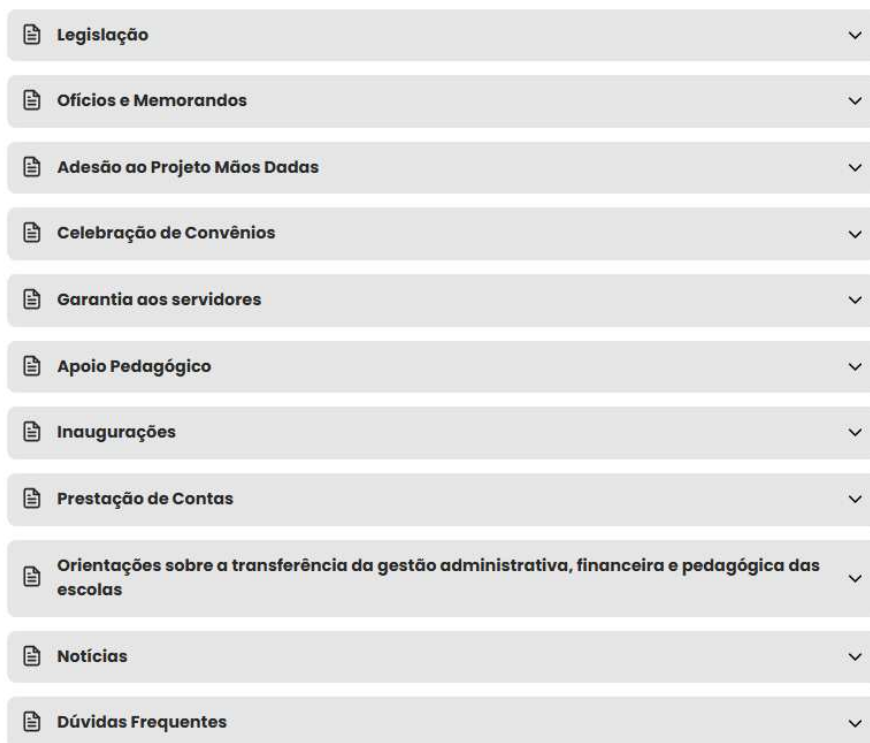 Legislação
Ofícios e Memorandos
Adesão ao Projeto Mãos Dadas
Celebração de Convênios
Garantia aos servidores
Apoio Pedagógico
Inaugurações
Prestação de Contas
Orientações sobre a transferência da gestão administrativa, financeira e pedagógica das
escolas
Notícias
Dúvidas Frequentes